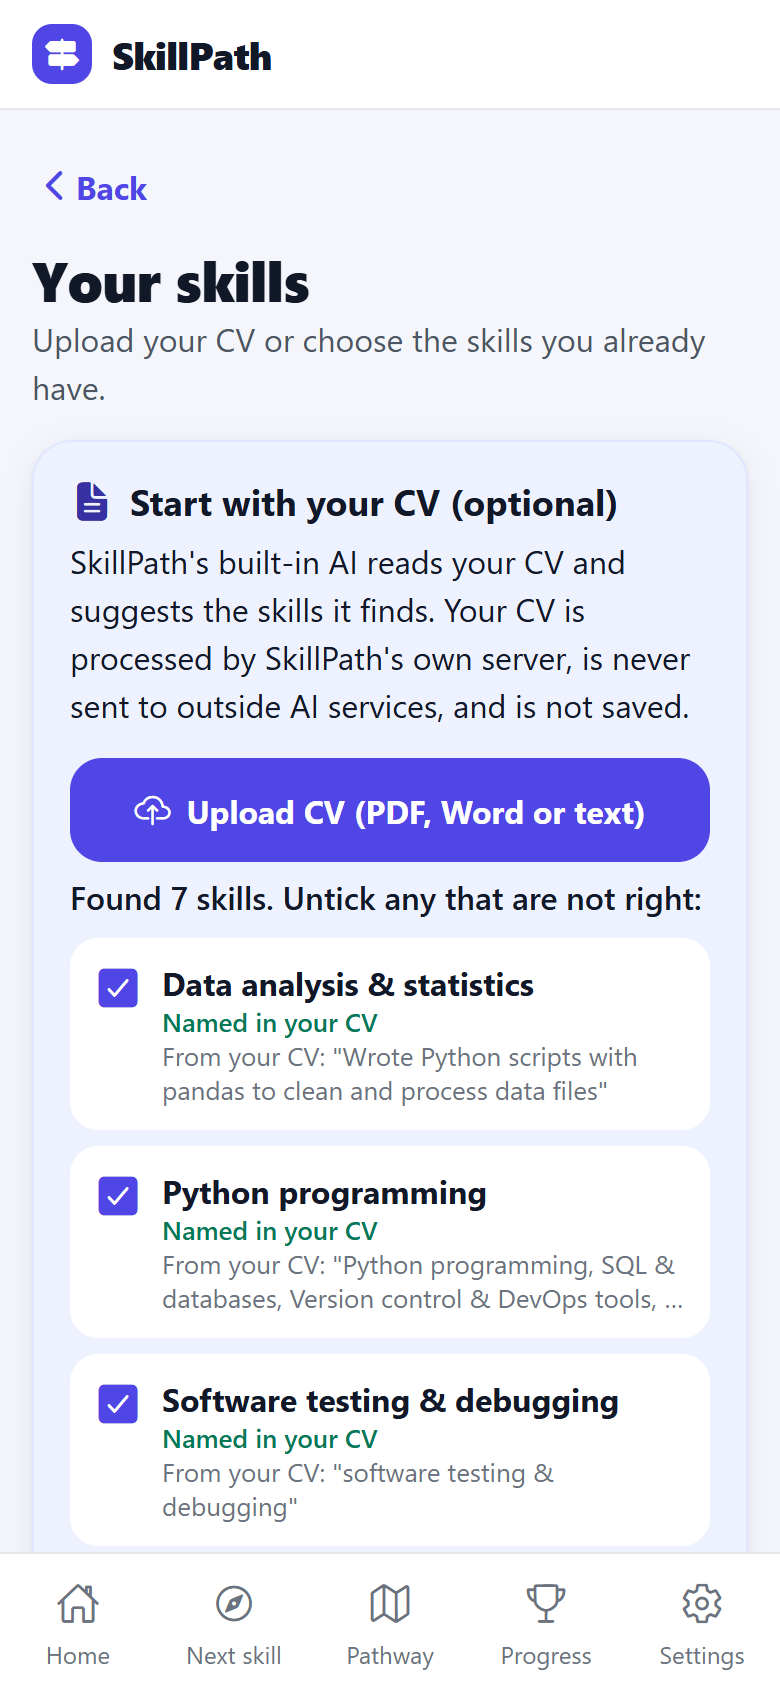 SkillPath
Back
Your skills
Upload your CV or choose the skills you already
have.
Start with your CV (optional)
SkillPath's built-in AI reads your CV and
suggests the skills it finds. Your CV is
processed by SkillPath's own server, is never
sent to outside AI services, and is not saved.
Upload CV (PDF, Word or text)
Found 7 skills. Untick any that are not right:
Data analysis & statistics
Named in your CV
From your CV: "Wrote Python scripts with
pandas to clean and process data files"
Python programming
Named in your CV
From your CV: "Python programming, SQL &
databases, Version control & DevOps tools, ...
Software testing & debugging
Named in your CV
From your CV: "software testing &
debugging"
Home
Next skill
Pathway
Progress
Settings